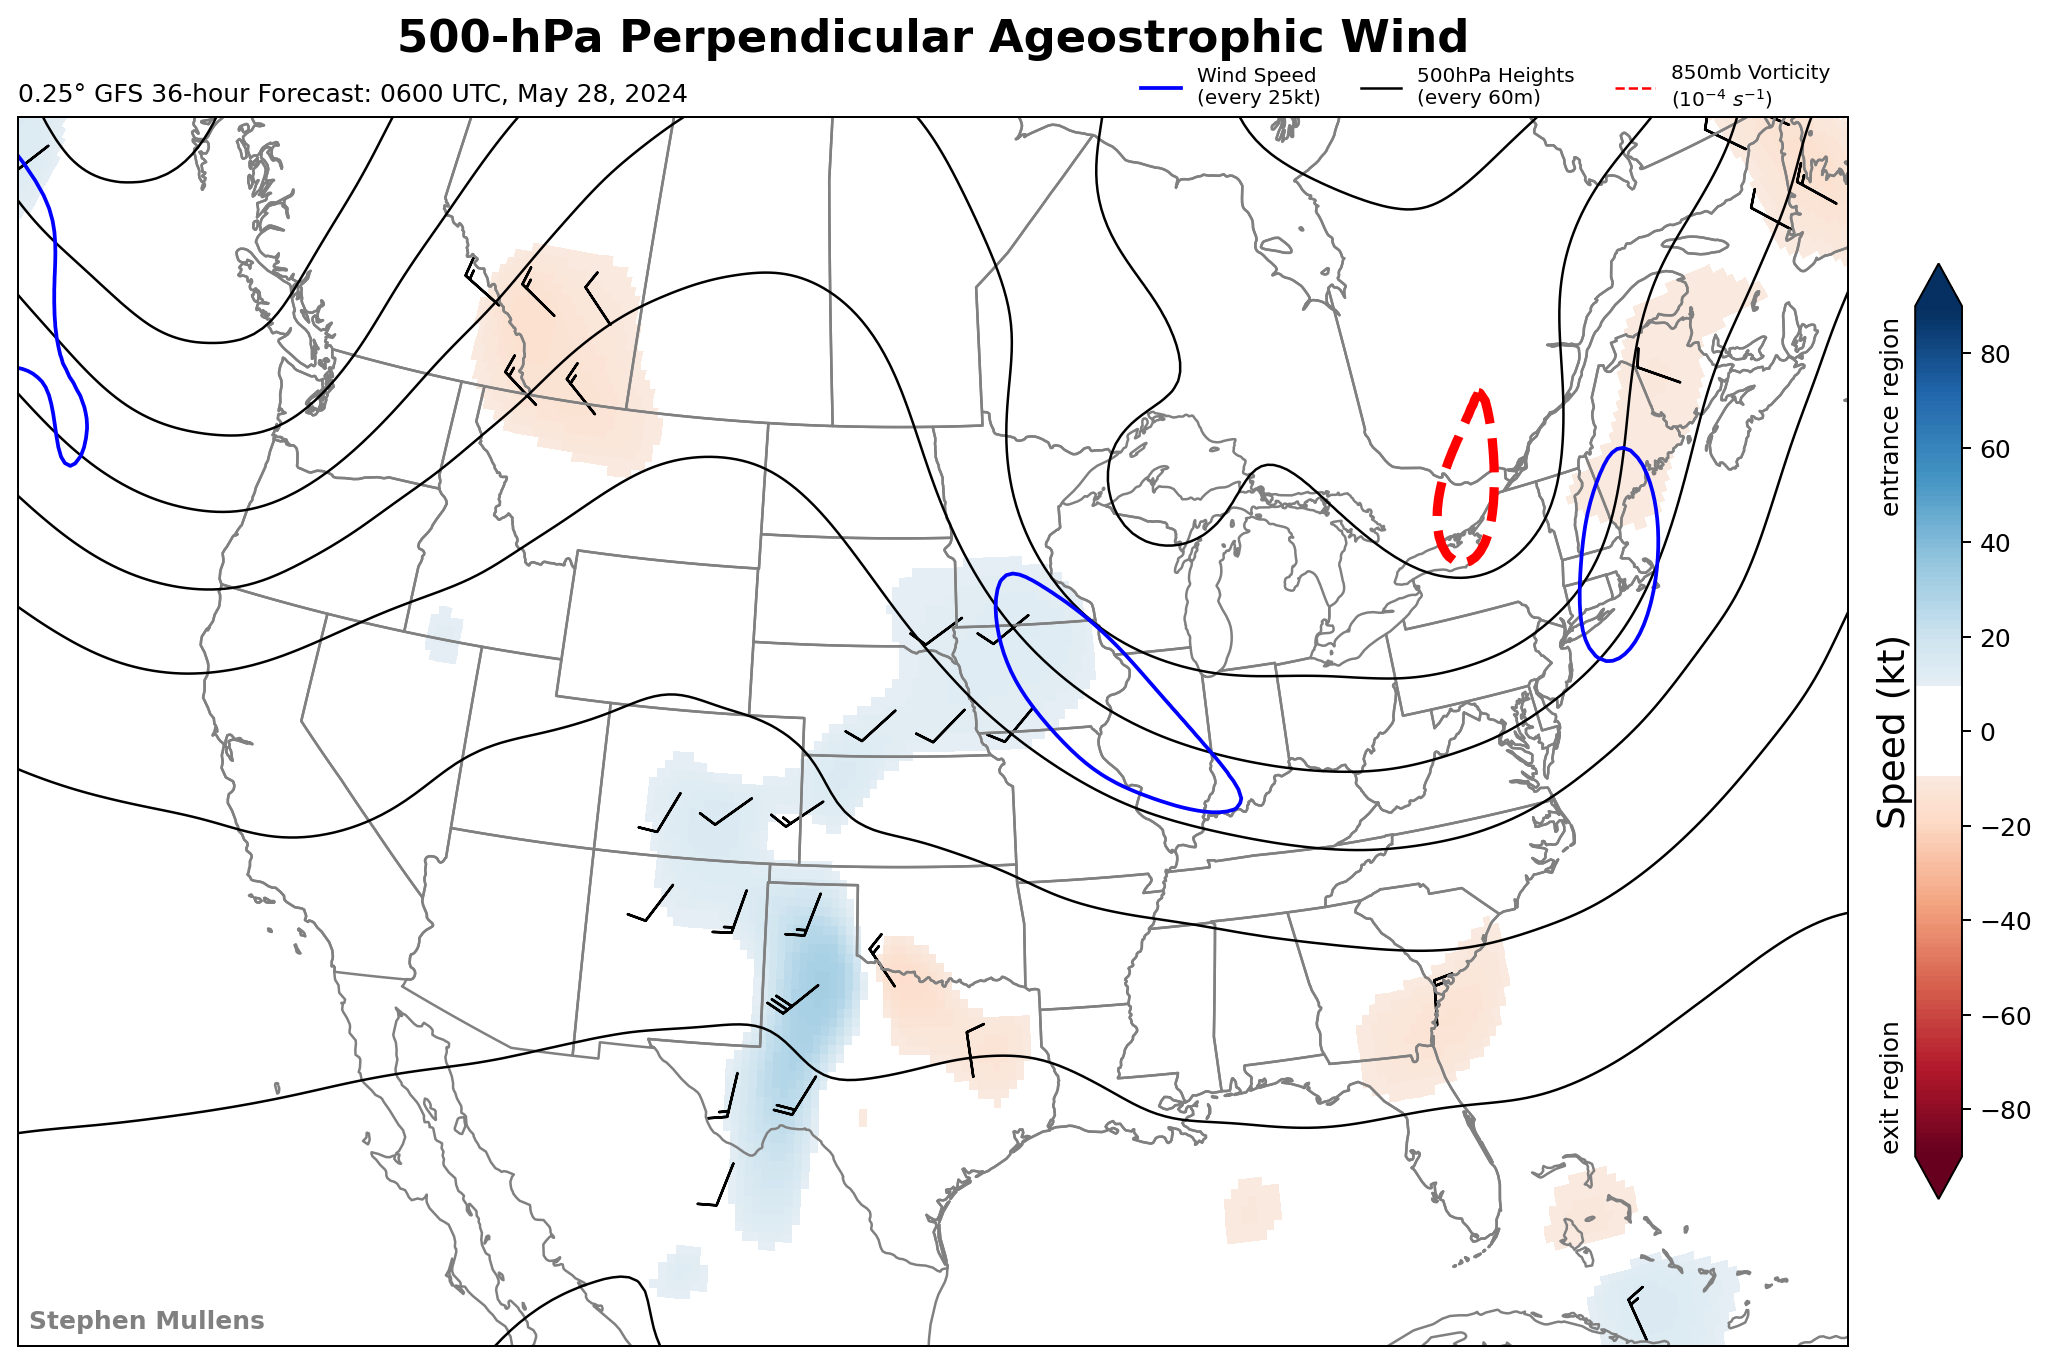 500-hPa Perpendicular Ageostrophic Wind
0.25° GFS 36-hour Forecast: 0600 UTC, May 28, 2024
Wind Speed
(every 25kt)
500hPa Heights
(every 60m)
850mb Vorticity
(10⁻⁴ s⁻¹)
entrance region
Speed (kt)
exit region
80
60
40
20
0
−20
−40
−60
−80
Stephen Mullens